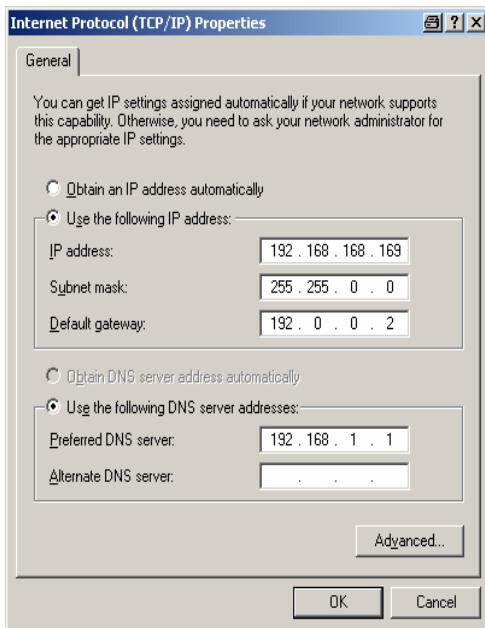 Internet Protocol (TCP/IP) Properties
General
You can get IP settings assigned automatically if your network supports
this capability. Otherwise, you need to ask your network administrator for
the appropriate IP settings.
Obtain an IP address automatically
Use the following IP address:
IP address: 192 . 168 . 168 . 169
Subnet mask: 255 . 255 . 0 . 0
Default gateway: 192 . 0 . 0 . 2
Obtain DNS server address automatically
Use the following DNS server addresses:
Preferred DNS server: 192 . 168 . 1 . 1
Alternate DNS server: . . .
Advanced...
OK Cancel